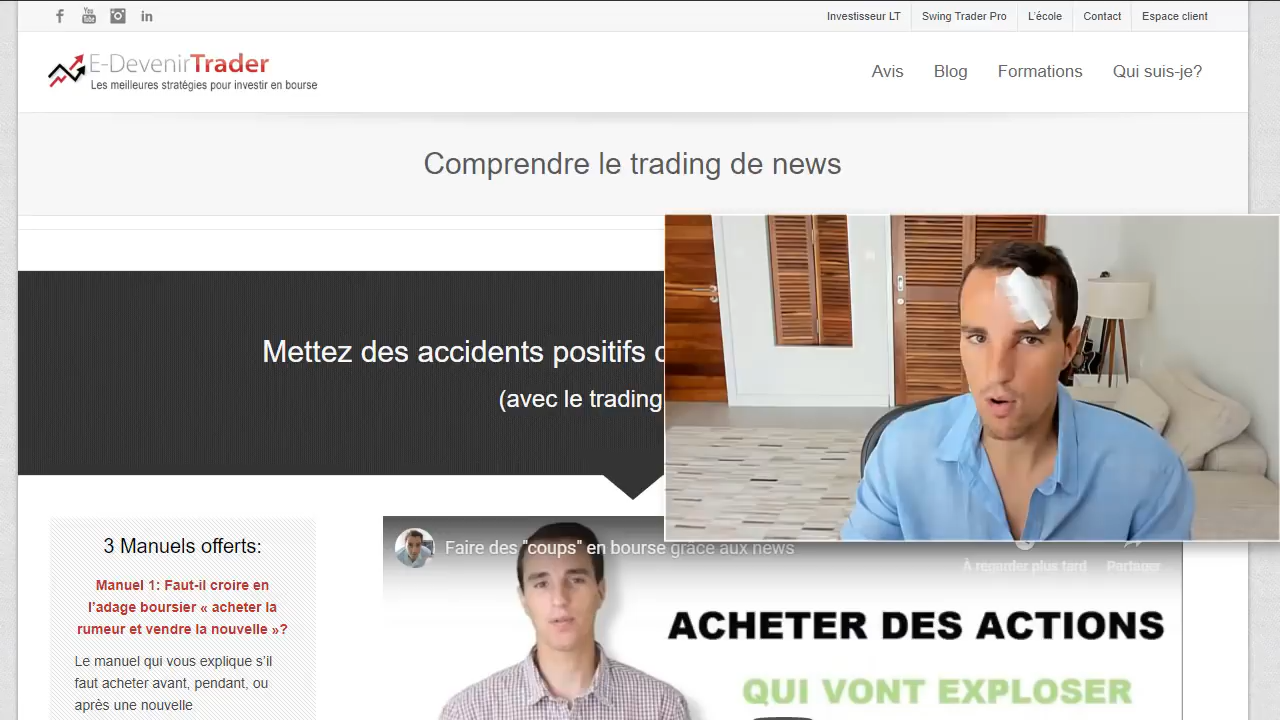 Investisseur LT
Swing Trader Pro
L'école
Contact
Espace client
E-DevenirTrader
Les meilleures stratégies pour investir en bourse
Avis
Blog
Formations
Qui suis-je?
Comprendre le trading de news
Mettez des accidents positifs
(avec le trading
3 Manuels offerts:
Manuel 1: Faut-il croire en
l'adage boursier « acheter la
rumeur et vendre la nouvelle »?
Le manuel qui vous explique s'il
faut acheter avant, pendant, ou
après une nouvelle
Faire des "coups" en bourse grâce aux news
À regarder plus tard
Partager
ACHETER DES ACTIONS
QUI VONT EXPLOSER